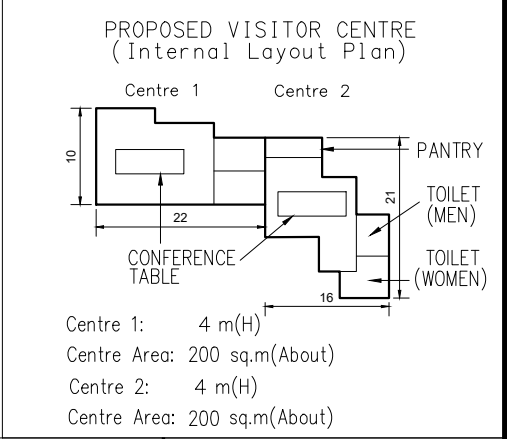 PROPOSED VISITOR CENTRE
(Internal Layout Plan)
Centre 1
Centre 2
10
22
PANTRY
21
TOILET
(MEN)
CONFERENCE
TABLE
TOILET
(WOMEN)
16
Centre 1: 4 m(H)
Centre Area: 200 sq.m(About)
Centre 2: 4 m(H)
Centre Area: 200 sq.m(About)